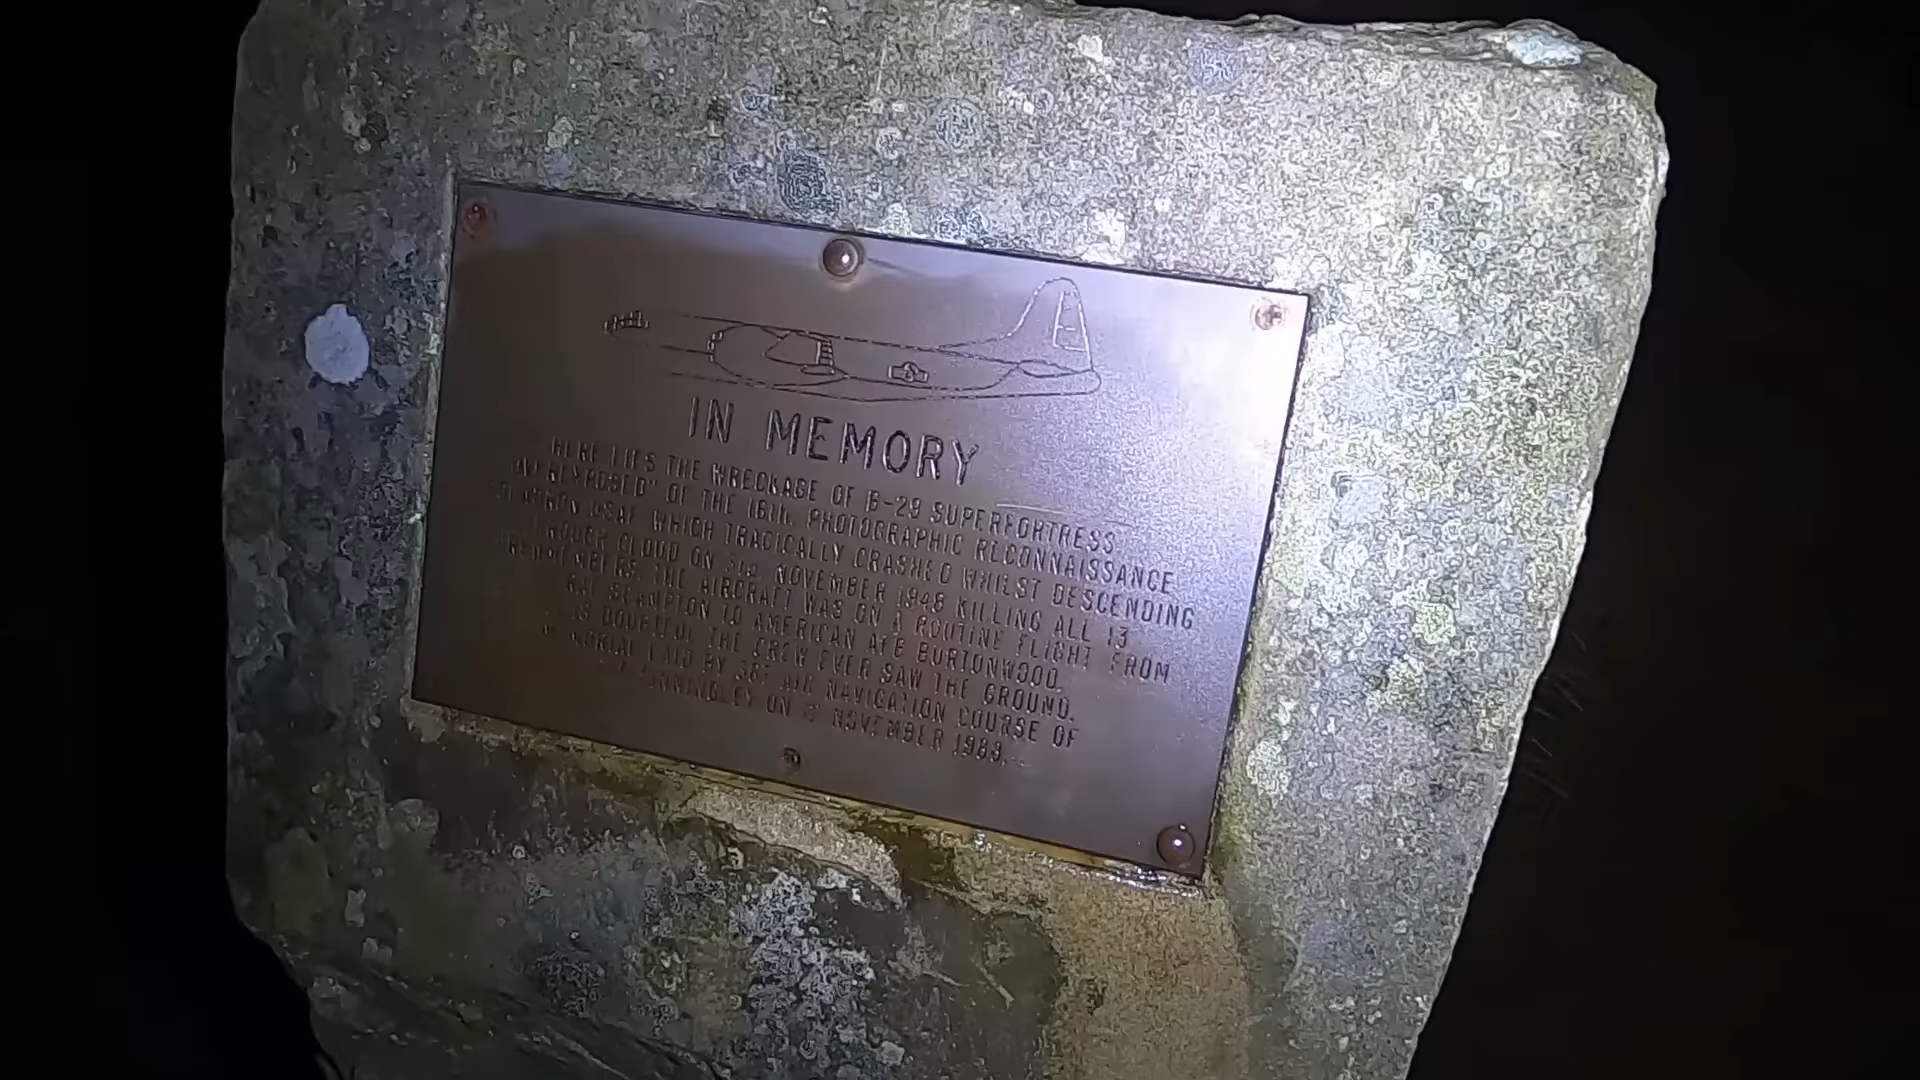 IN MEMORY
HERE LIES THE WRECKAGE OF B-29 SUPERFORTRESS
"OVEREXPOSED" OF THE 16TH. PHOTOGRAPHIC RECONNAISSANCE
SQUADRON USAF WHICH TRAGICALLY CRASHED WHILST DESCENDING
THROUGH CLOUD ON 3RD. NOVEMBER 1948 KILLING ALL 13
CREWMEMBERS. THE AIRCRAFT WAS ON A ROUTINE FLIGHT FROM
RAF SCAMPTON TO AMERICAN AFB BURTONWOOD.
IS DOUBTFUL THE CREW EVER SAW THE GROUND.
MEMORIAL LAID BY 367 AIR NAVIGATION COURSE OF
FINNINGLEY ON NOVEMBER 1988.